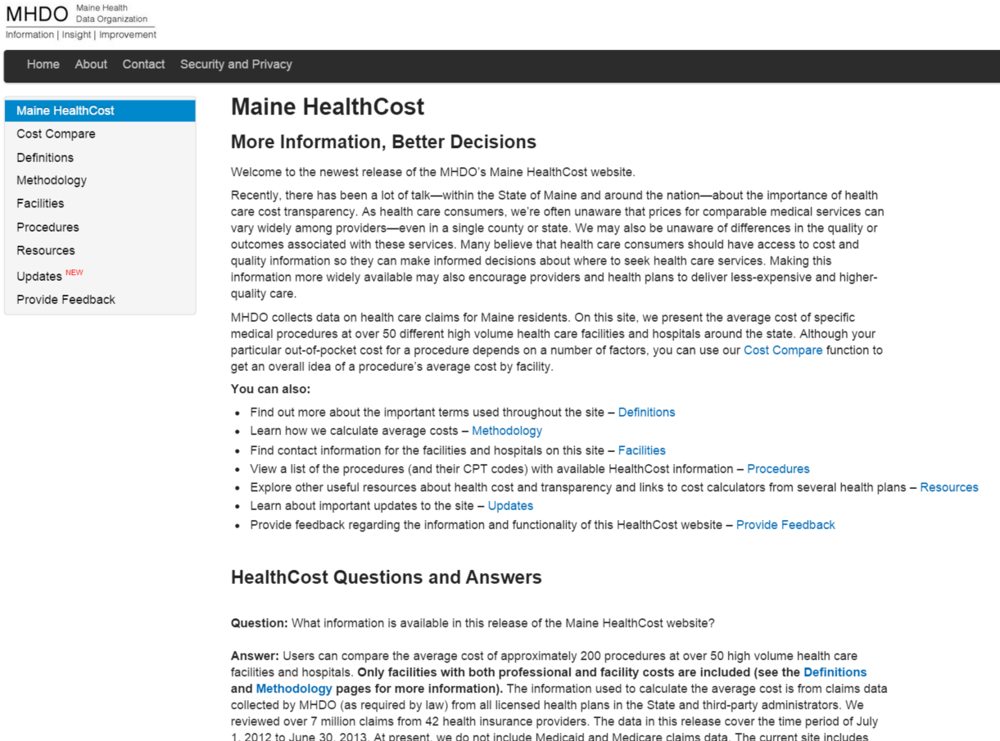 MHDO Maine Health
Data Organization
Information | Insight | Improvement
Home About Contact Security and Privacy
Maine HealthCost
Cost Compare
Definitions
Methodology
Facilities
Procedures
Resources
Updates NEW
Provide Feedback
Maine HealthCost
More Information, Better Decisions
Welcome to the newest release of the MHDO's Maine HealthCost website.
Recently, there has been a lot of talk—within the State of Maine and around the nation—about the importance of health
care cost transparency. As health care consumers, we're often unaware that prices for comparable medical services can
vary widely among providers—even in a single county or state. We may also be unaware of differences in the quality or
outcomes associated with these services. Many believe that health care consumers should have access to cost and
quality information so they can make informed decisions about where to seek health care services. Making this
information more widely available may also encourage providers and health plans to deliver less-expensive and higher-
quality care.
MHDO collects data on health care claims for Maine residents. On this site, we present the average cost of specific
medical procedures at over 50 different high volume health care facilities and hospitals around the state. Although your
particular out-of-pocket cost for a procedure depends on a number of factors, you can use our Cost Compare function to
get an overall idea of a procedure's average cost by facility.
You can also:
• Find out more about the important terms used throughout the site – Definitions
• Learn how we calculate average costs – Methodology
• Find contact information for the facilities and hospitals on this site – Facilities
• View a list of the procedures (and their CPT codes) with available HealthCost information – Procedures
• Explore other useful resources about health cost and transparency and links to cost calculators from several health plans – Resources
• Learn about important updates to the site – Updates
• Provide feedback regarding the information and functionality of this HealthCost website – Provide Feedback
HealthCost Questions and Answers
Question: What information is available in this release of the Maine HealthCost website?
Answer: Users can compare the average cost of approximately 200 procedures at over 50 high volume health care
facilities and hospitals. Only facilities with both professional and facility costs are included (see the Definitions
and Methodology pages for more information). The information used to calculate the average cost is from claims data
collected by MHDO (as required by law) from all licensed health plans in the State and third-party administrators. We
reviewed over 7 million claims from 42 health insurance providers. The data in this release cover the time period of July
1, 2012 to June 30, 2013. At present, we do not include Medicaid and Medicare claims data. The current site includes